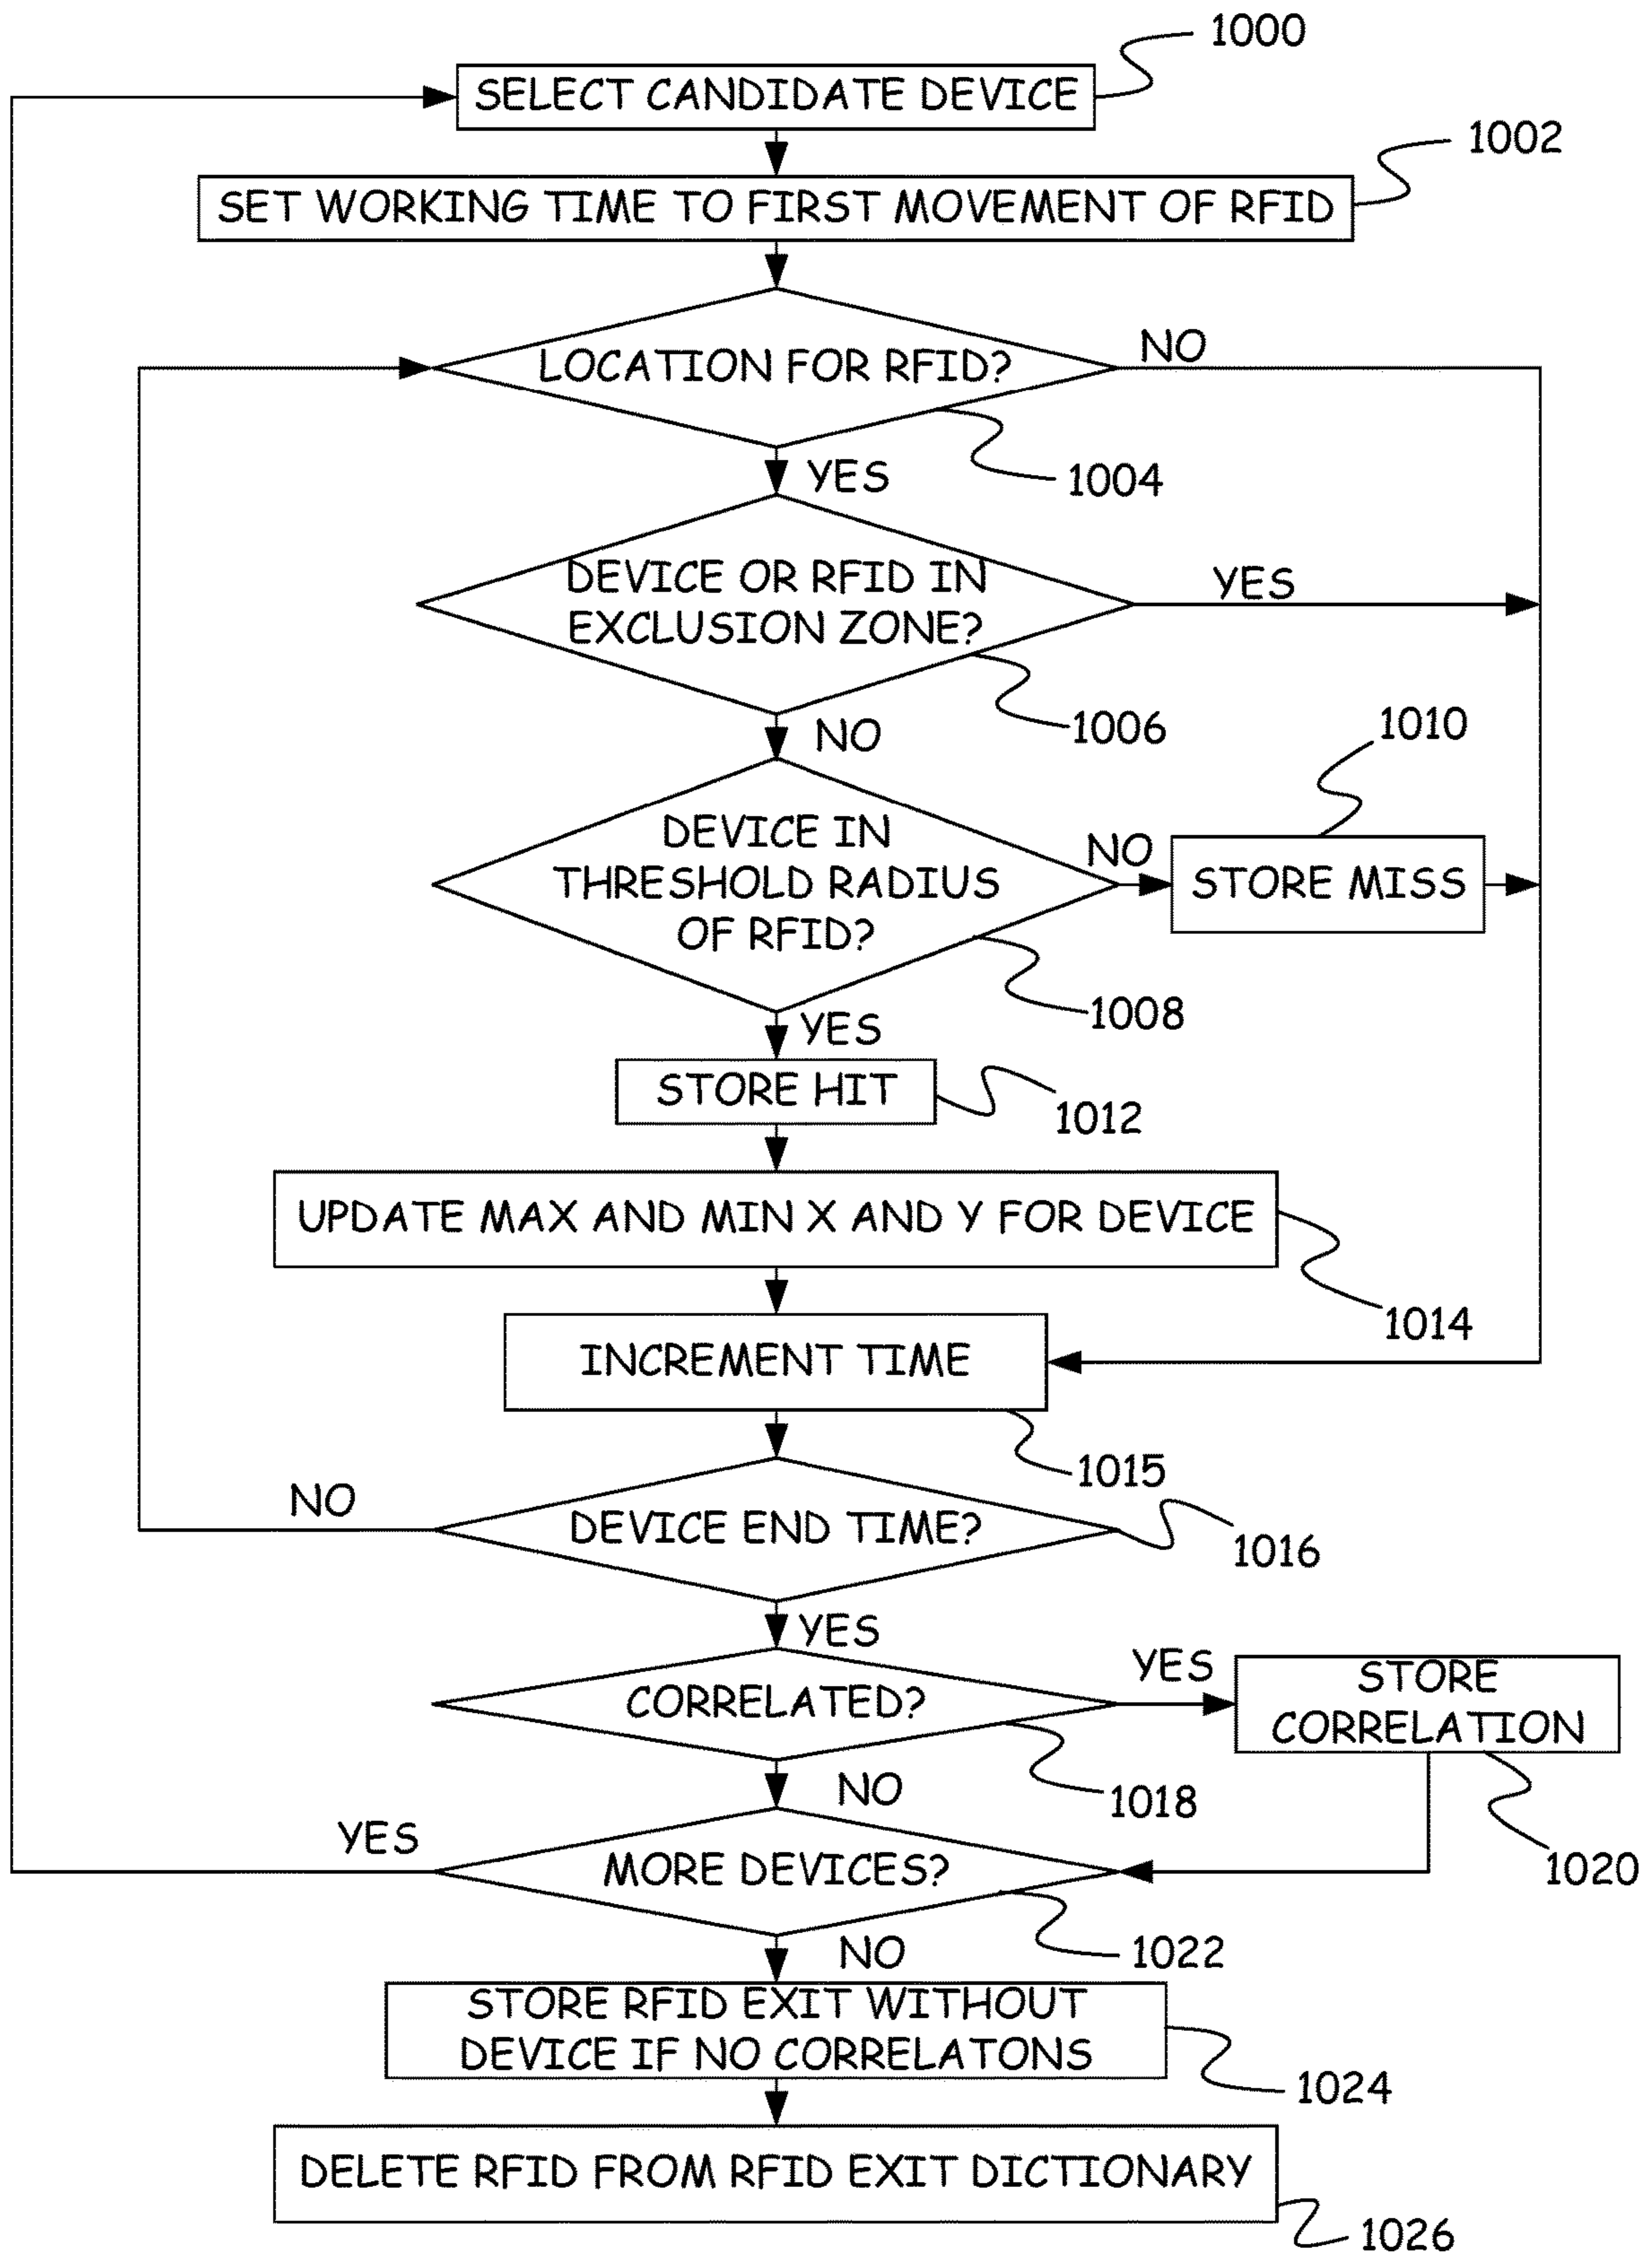 1000
SELECT CANDIDATE DEVICE
1002
SET WORKING TIME TO FIRST MOVEMENT OF RFID
NO
LOCATION FOR RFID?
1004
YES
DEVICE OR RFID IN
EXCLUSION ZONE?
YES
1006
NO
1010
DEVICE IN
THRESHOLD RADIUS
OF RFID?
NO
STORE MISS
1008
YES
STORE HIT
1012
UPDATE MAX AND MIN X AND Y FOR DEVICE
1014
INCREMENT TIME
1015
NO
DEVICE END TIME?
1016
YES
CORRELATED?
YES
STORE
CORRELATION
1018
NO
1020
YES
MORE DEVICES?
1022
NO
STORE RFID EXIT WITHOUT
DEVICE IF NO CORRELATONS
1024
DELETE RFID FROM RFID EXIT DICTIONARY
1026